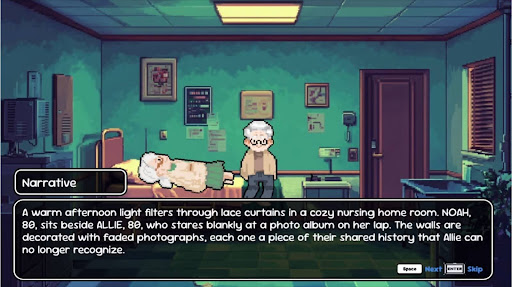 Narrative
A warm afternoon light filters through lace curtains in a cozy nursing home room. NOAH,
80, sits beside ALLIE, 80, who stares blankly at a photo album on her lap. The walls are
decorated with faded photographs, each one a piece of their shared history that Allie can
no longer recognize.
Space Next ENTER Skip